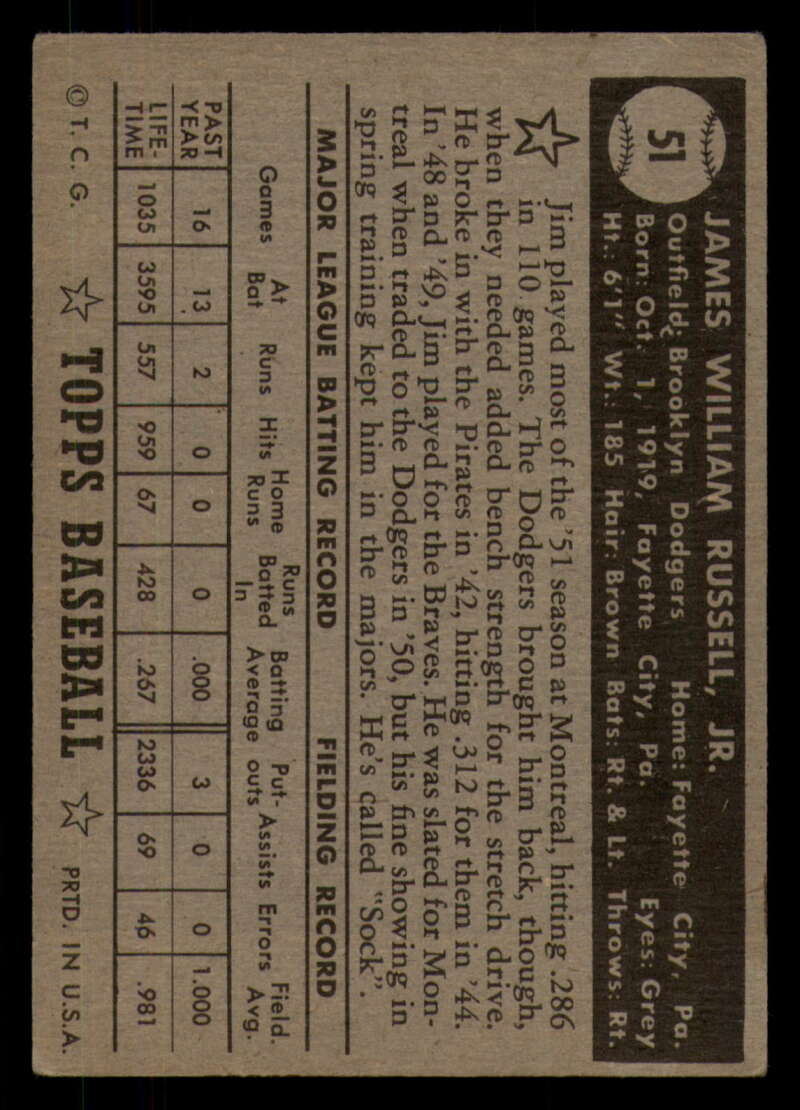 51
JAMES WILLIAM RUSSELL, JR.
Outfield: Brooklyn Dodgers Home: Fayette City, Pa.
Born: Oct. 1, 1919, Fayette City, Pa. Eyes: Grey
Ht.: 6'1" Wt.: 185 Hair: Brown Bats: Rt. & Lt. Throws: Rt.
Jim played most of the '51 season at Montreal, hitting .286
in 110 games. The Dodgers brought him back, though,
when they needed added bench strength for the stretch drive.
He broke in with the Pirates in '42, hitting .312 for them in '44.
In '48 and '49, Jim played for the Braves. He was slated for Mon-
treal when traded to the Dodgers in '50, but his fine showing in
spring training kept him in the majors. He's called "Sock".
MAJOR LEAGUE BATTING RECORD FIELDING RECORD
Games At Bat Runs Hits Home Runs Runs Batted In Batting Average Put-outs Assists Errors Field. Avg.
PAST YEAR 16 13 2 0 0 0 .000 3 0 0 1.000
LIFE-TIME 1035 3595 557 959 67 428 .267 2336 69 46 .981
© T. C. G. ☆ TOPPS BASEBALL ☆ PRTD. IN U.S.A.